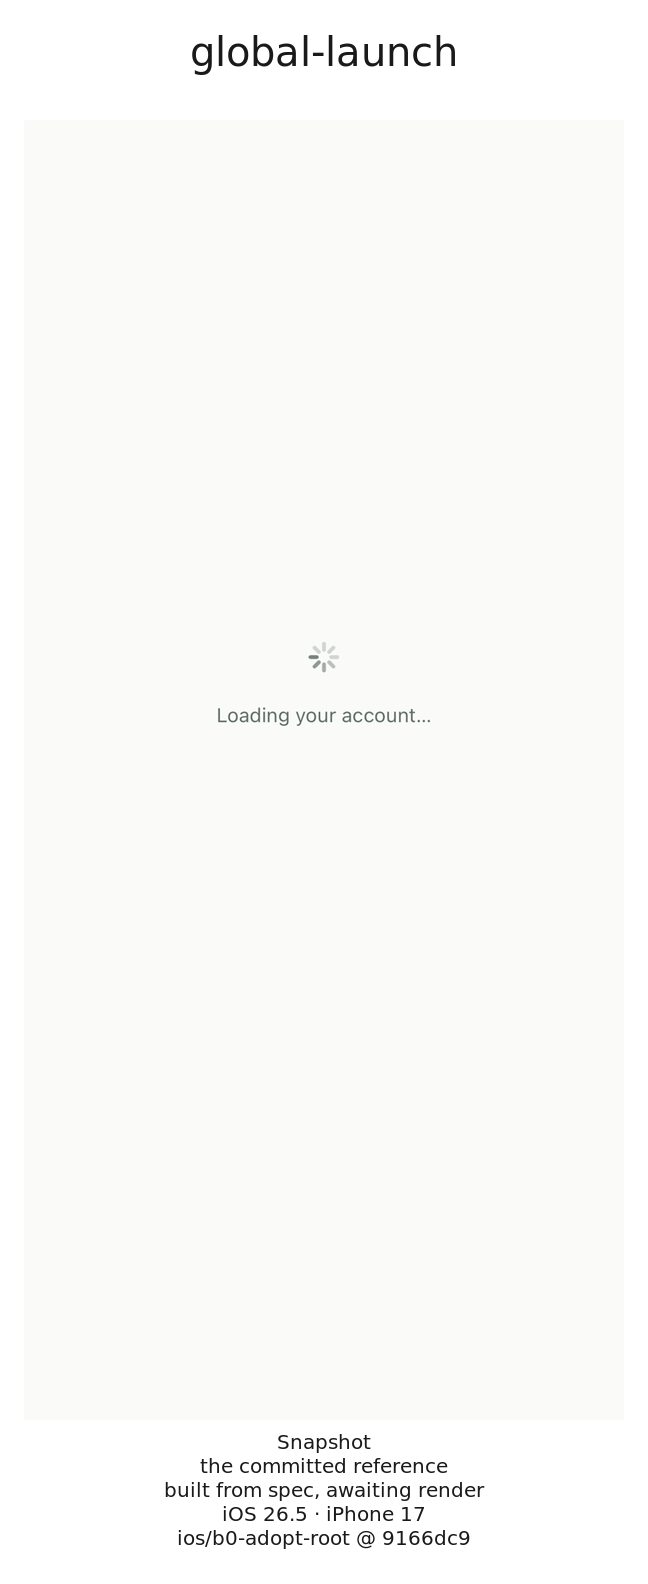 global-launch
Loading your account...
Snapshot
the committed reference
built from spec, awaiting render
iOS 26.5 · iPhone 17
ios/b0-adopt-root @ 9166dc9